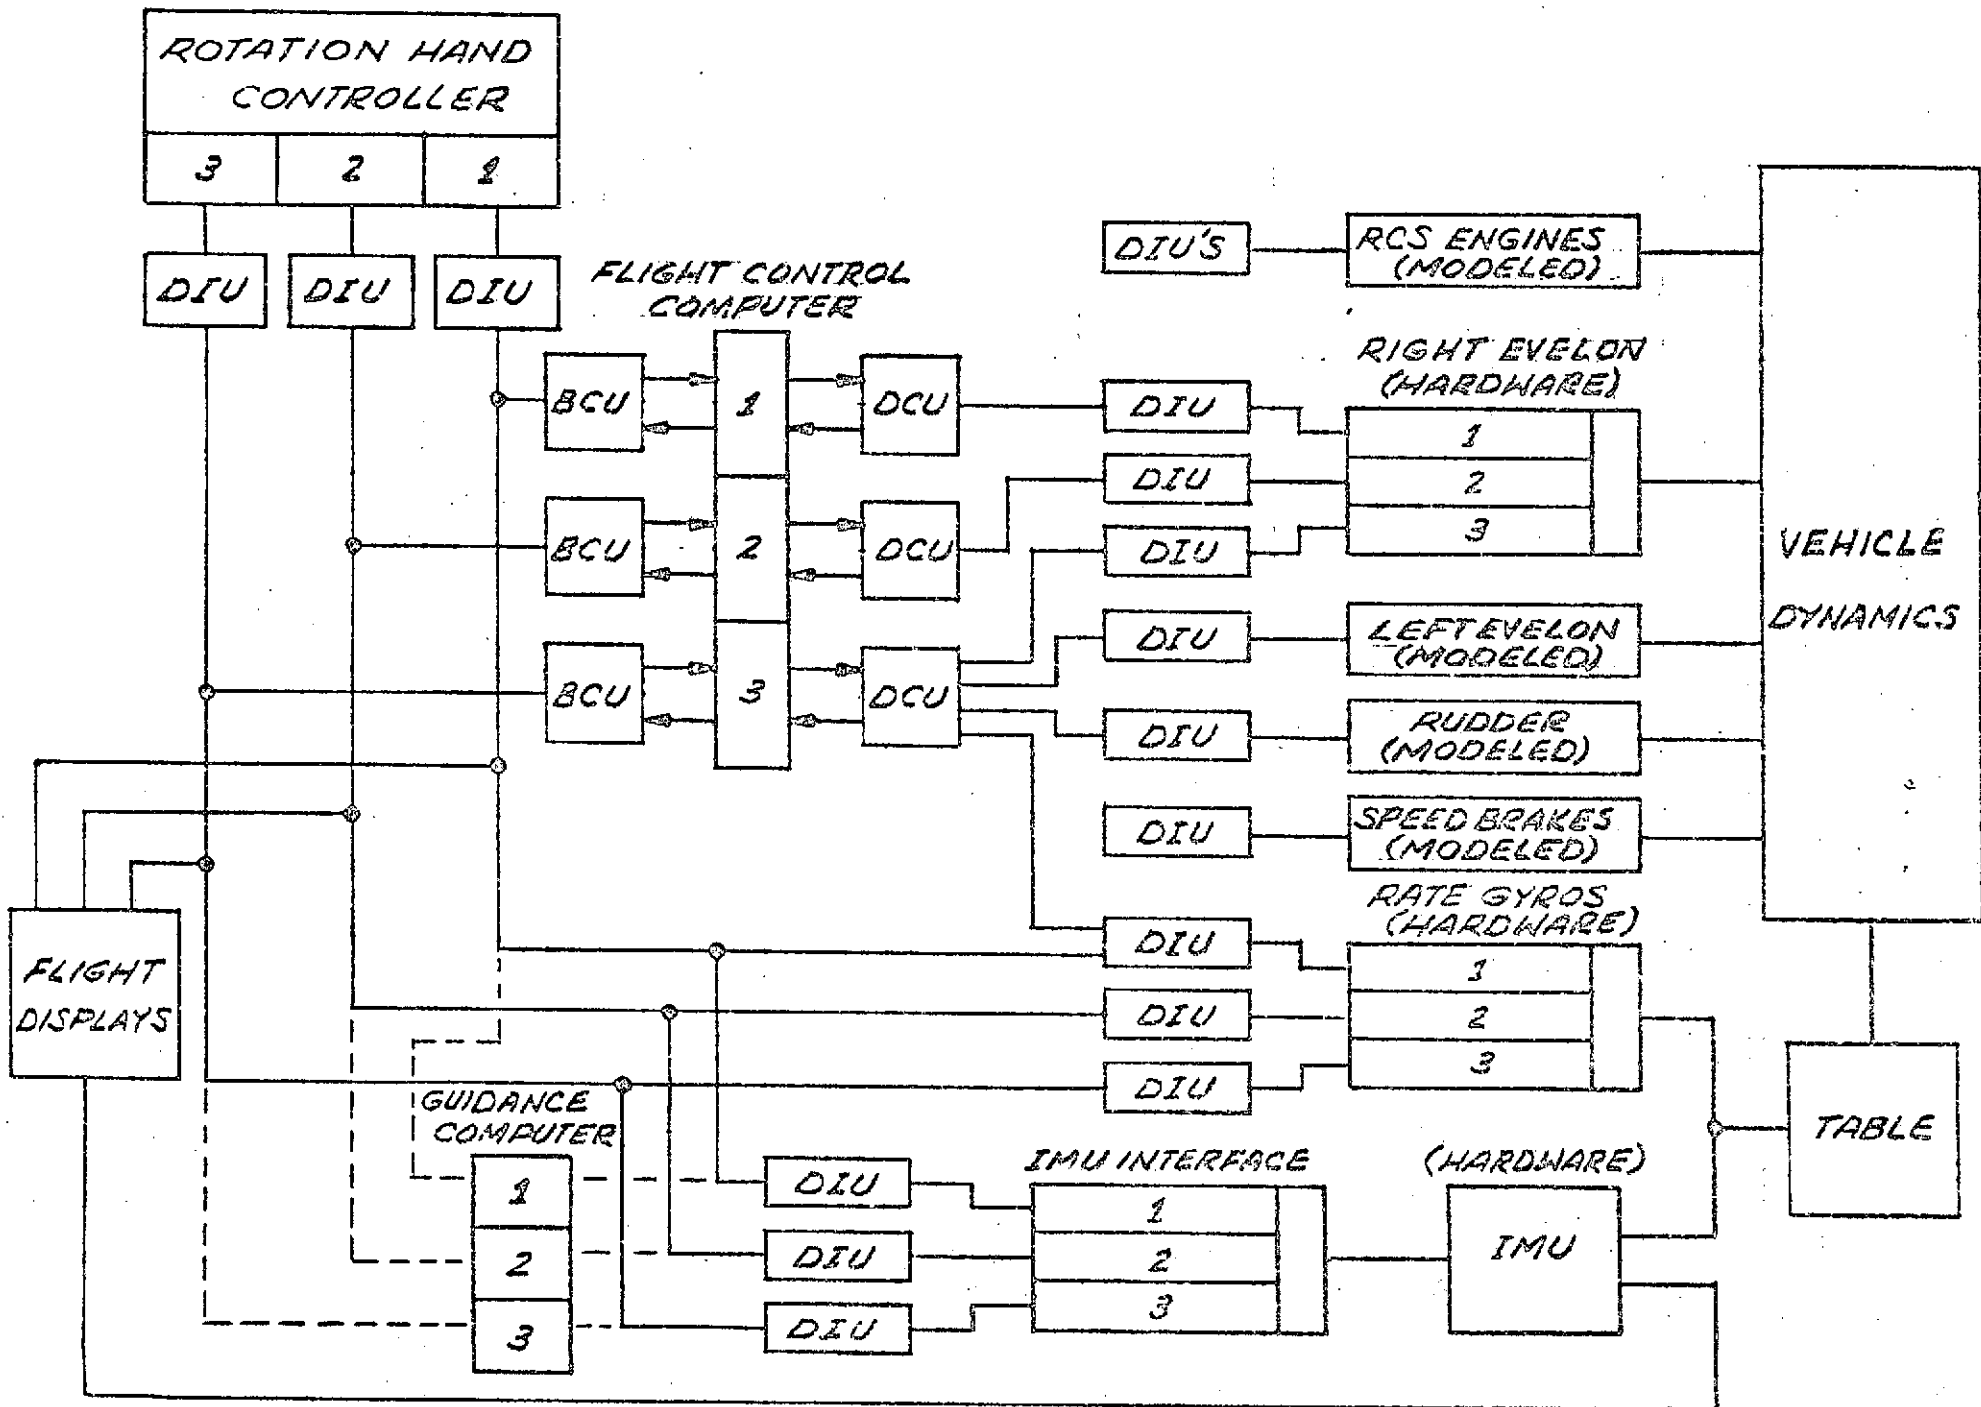 ROTATION HAND
CONTROLLER
3 2 1
DIU DIU DIU
FLIGHT CONTROL
COMPUTER
BCU 1 DCU
BCU 2 DCU
BCU 3 DCU
DIU'S
RCS ENGINES
(MODELED)
RIGHT EVELON
(HARDWARE)
DIU 1
DIU 2
DIU 3
DIU
LEFT EVELON
(MODELED)
DIU
RUDDER
(MODELED)
DIU
SPEED BRAKES
(MODELED)
VEHICLE
DYNAMICS
RATE GYROS
(HARDWARE)
DIU 1
DIU 2
DIU 3
FLIGHT
DISPLAYS
TABLE
GUIDANCE
COMPUTER
1
2
3
DIU
DIU
DIU
IMU INTERFACE
1
2
3
(HARDWARE)
IMU